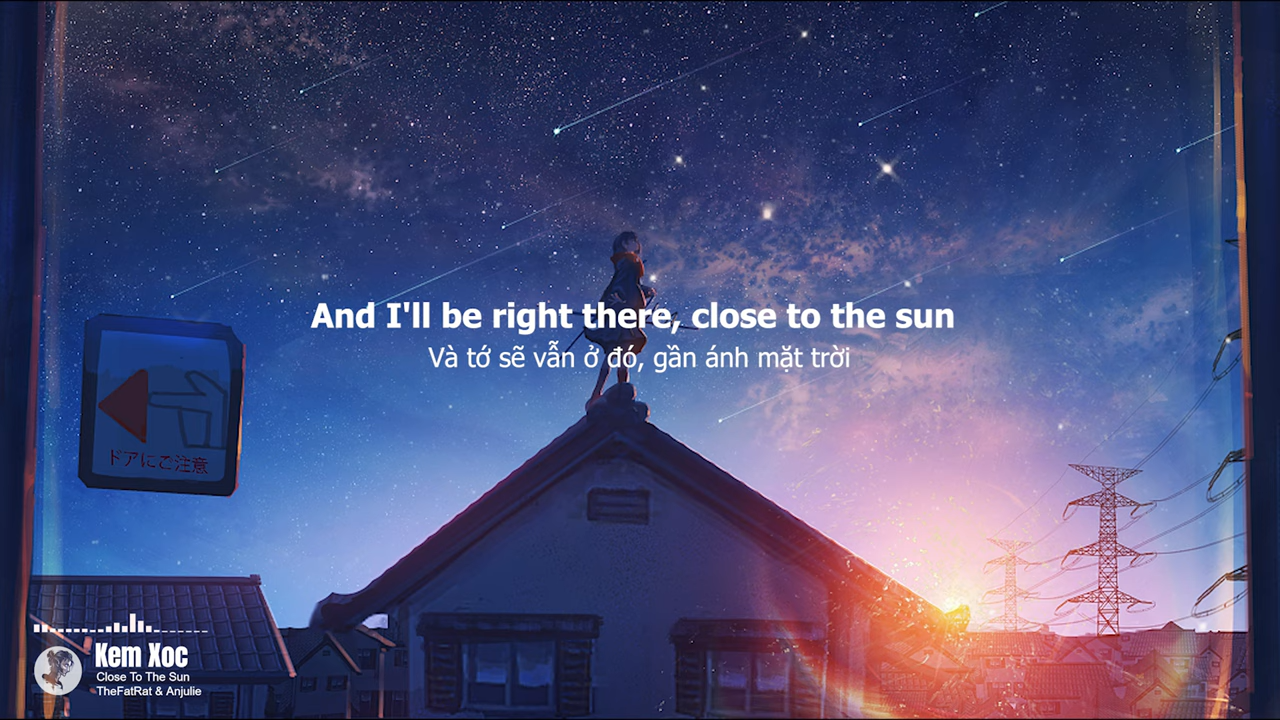 And I'll be right there, close to the sun
Và tớ sẽ vẫn ở đó, gần ánh mặt trời
ドアにご注意
Kem Xoc
Close To The Sun
TheFatRat & Anjulie